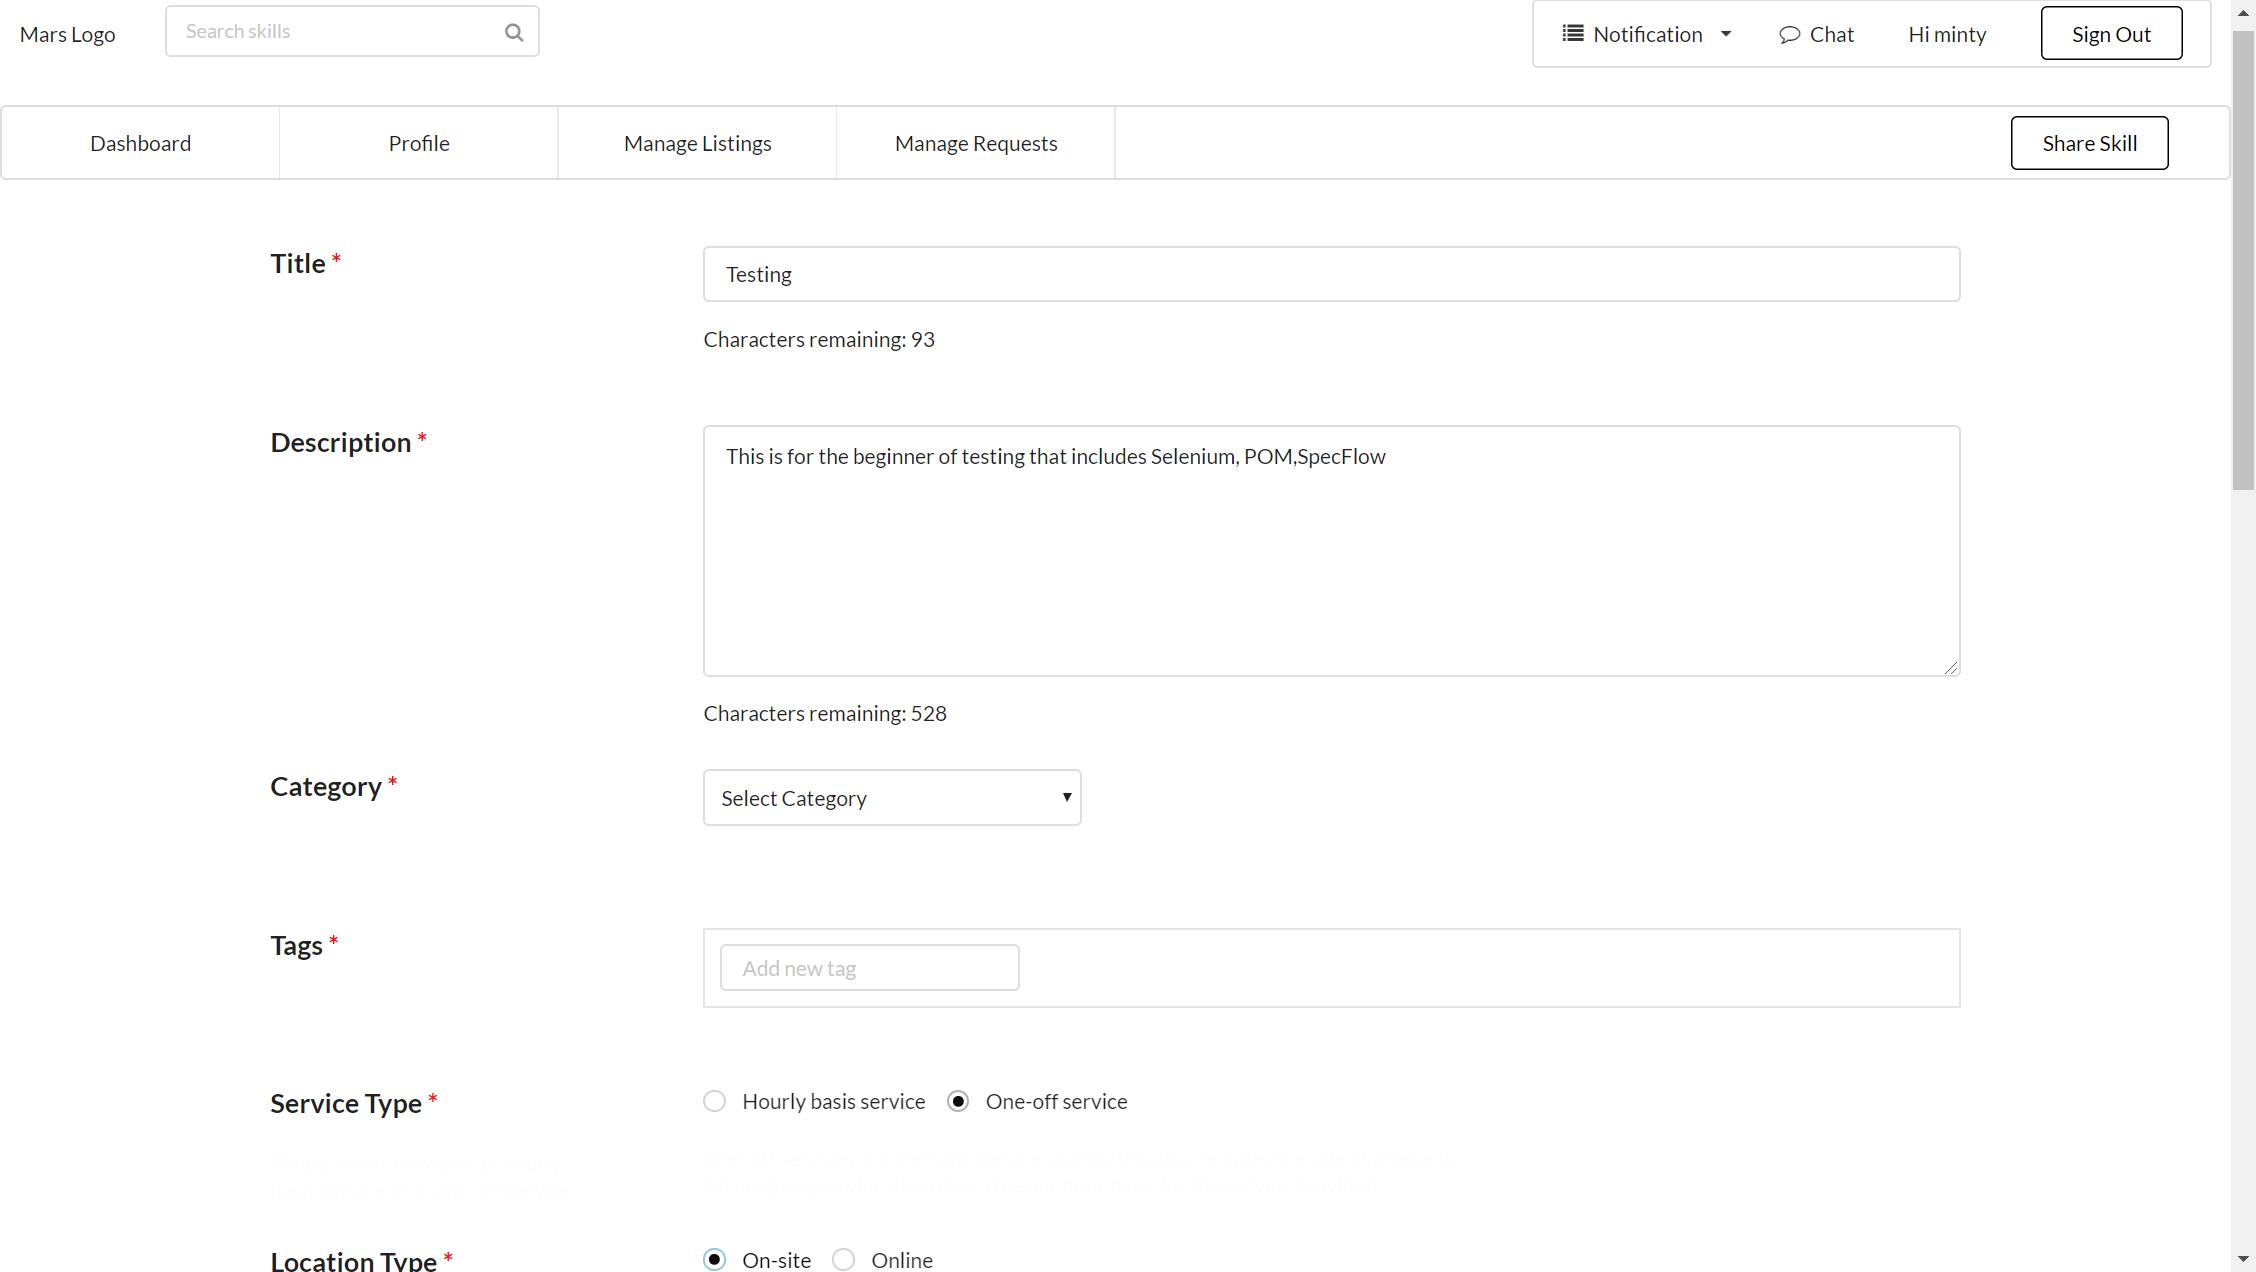 Mars Logo
Search skills
Notification
Chat
Hi minty
Sign Out
Dashboard
Profile
Manage Listings
Manage Requests
Share Skill
Title *
Testing
Characters remaining: 93
Description *
This is for the beginner of testing that includes Selenium, POM,SpecFlow
Characters remaining: 528
Category *
Select Category
Tags *
Add new tag
Service Type *
Hourly basis service
One-off service
Location Type *
On-site
Online